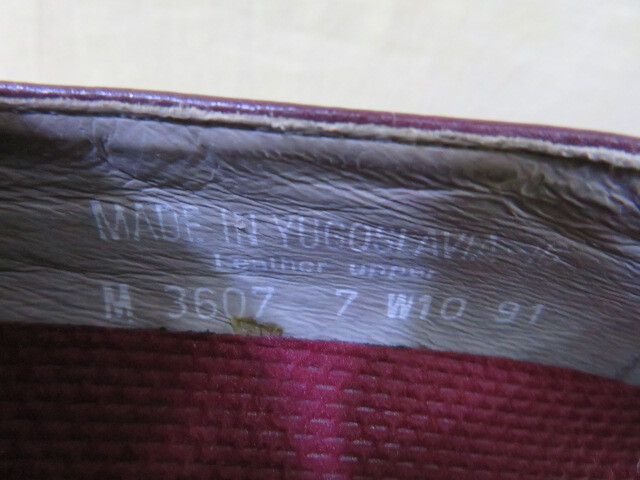 MADE IN YUGOSLAVIA
Leather upper
M 3607 7 W10 91